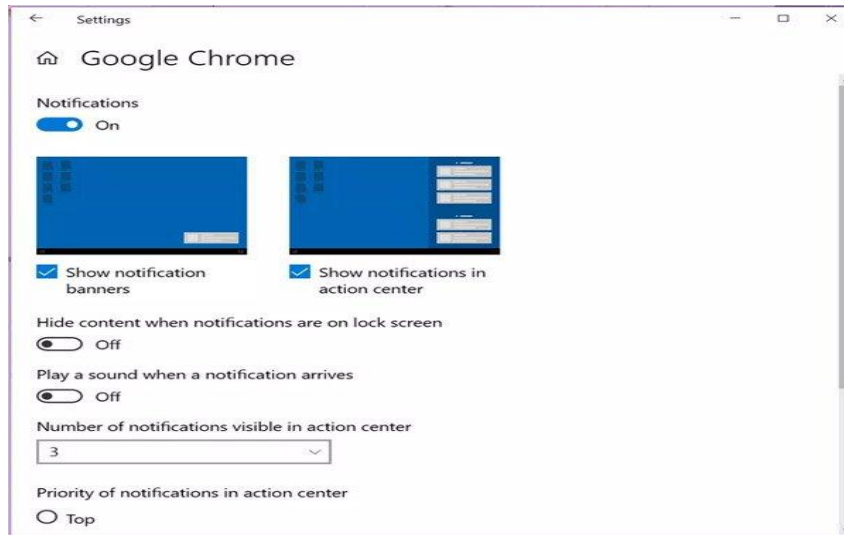 Settings
Google Chrome
Notifications
On
Show notification
banners
Show notifications in
action center
Hide content when notifications are on lock screen
Off
Play a sound when a notification arrives
Off
Number of notifications visible in action center
3
Priority of notifications in action center
Top